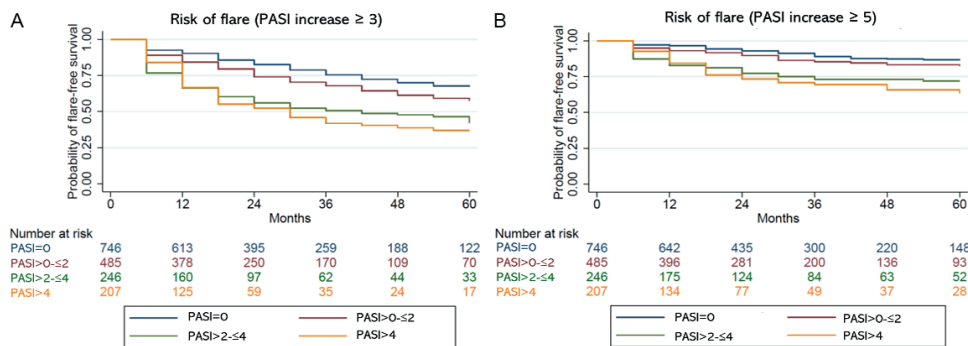 A
Risk of flare (PASI increase ≥ 3)
Probability of flare-free survival
1.00
0.75
0.50
0.25
0.00
0 12 24 36 48 60
Months
Number at risk
PASI=0 746 613 395 259 188 122
PASI>0-≤2 485 378 250 170 109 70
PASI>2-≤4 246 160 97 62 44 33
PASI>4 207 125 59 35 24 17
PASI=0 PASI>0-≤2
PASI>2-≤4 PASI>4
B
Risk of flare (PASI increase ≥ 5)
Probability of flare-free survival
1.00
0.75
0.50
0.25
0.00
0 12 24 36 48 60
Months
Number at risk
PASI=0 746 642 435 300 220 148
PASI>0-≤2 485 396 281 200 136 93
PASI>2-≤4 246 175 124 84 63 52
PASI>4 207 134 77 49 37 28
PASI=0 PASI>0-≤2
PASI>2-≤4 PASI>4